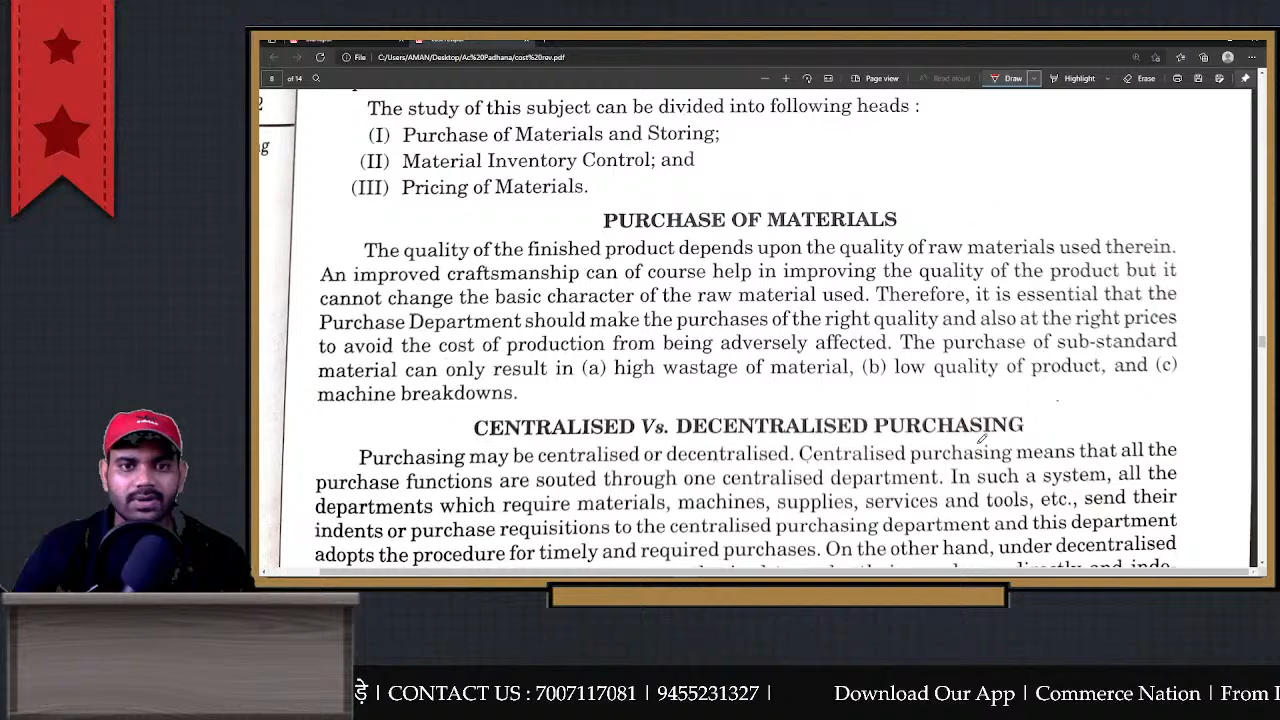 File | C:/Users/AMAN/Desktop/Ac%20Padhana/cost%20rev.pdf
8 of 14 Page view Read aloud Draw Highlight Erase
2
g
The study of this subject can be divided into following heads :
(I) Purchase of Materials and Storing;
(II) Material Inventory Control; and
(III) Pricing of Materials.
PURCHASE OF MATERIALS
The quality of the finished product depends upon the quality of raw materials used therein.
An improved craftsmanship can of course help in improving the quality of the product but it
cannot change the basic character of the raw material used. Therefore, it is essential that the
Purchase Department should make the purchases of the right quality and also at the right prices
to avoid the cost of production from being adversely affected. The purchase of sub-standard
material can only result in (a) high wastage of material, (b) low quality of product, and (c)
machine breakdowns.
CENTRALISED Vs. DECENTRALISED PURCHASING
Purchasing may be centralised or decentralised. Centralised purchasing means that all the
purchase functions are souted through one centralised department. In such a system, all the
departments which require materials, machines, supplies, services and tools, etc., send their
indents or purchase requisitions to the centralised purchasing department and this department
adopts the procedure for timely and required purchases. On the other hand, under decentralised
ड़े | CONTACT US : 7007117081 | 9455231327 | Download Our App | Commerce Nation | From